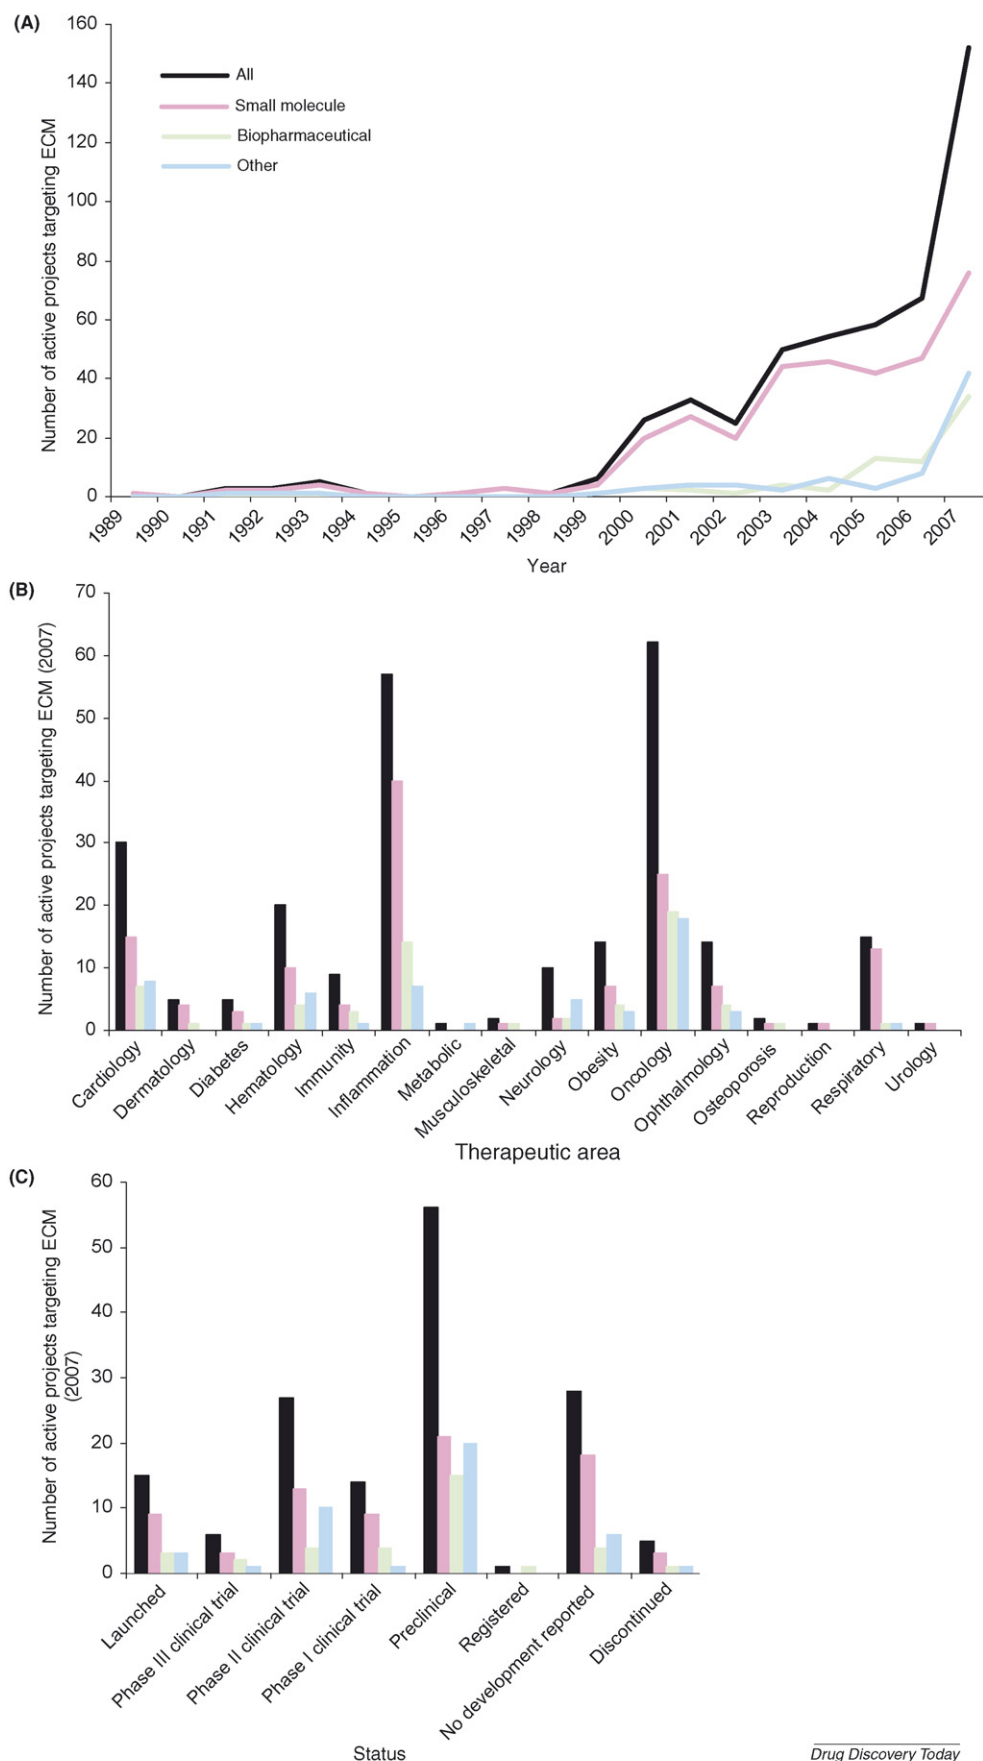 (A)
160
140
120
100
80
60
40
20
0
Number of active projects targeting ECM
All
Small molecule
Biopharmaceutical
Other
1989
1990
1991
1992
1993
1994
1995
1996
1997
1998
1999
2000
2001
2002
2003
2004
2005
2006
2007
Year
(B)
70
60
50
40
30
20
10
0
Number of active projects targeting ECM (2007)
Cardiology
Dermatology
Diabetes
Hematology
Immunity
Inflammation
Metabolic
Musculoskeletal
Neurology
Obesity
Oncology
Ophthalmology
Osteoporosis
Reproduction
Respiratory
Urology
Therapeutic area
(C)
60
50
40
30
20
10
0
Number of active projects targeting ECM
(2007)
Launched
Phase III clinical trial
Phase II clinical trial
Phase I clinical trial
Preclinical
Registered
No development reported
Discontinued
Status
Drug Discovery Today